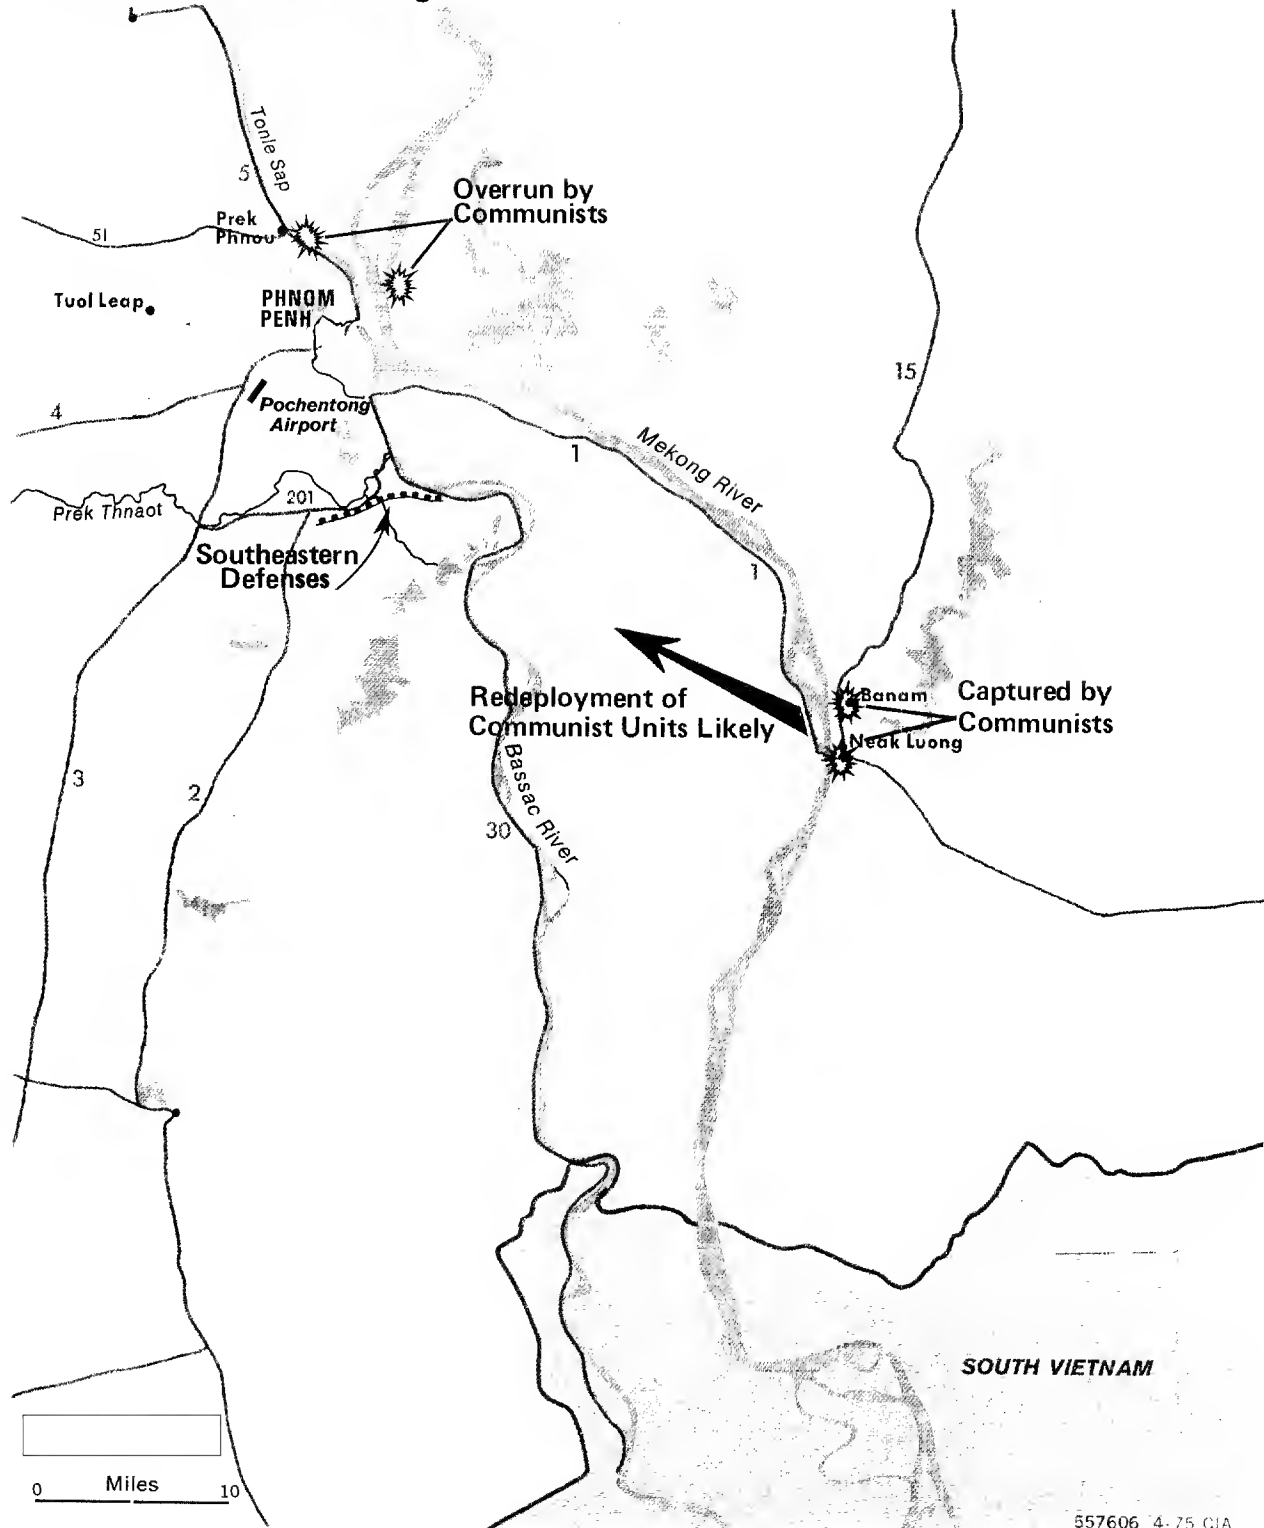 Tonle Sap
5
Overrun by
Communists
Prek
Phnou
51
Tuol Leap
PHNOM
PENH
15
4
Pochentong
Airport
1
Mekong River
201
Prek Thnaot
Southeastern
Defenses
1
Redeployment of
Communist Units Likely
Banam
Captured by
Communists
Neak Luong
3
2
Bassac River
30
SOUTH VIETNAM
Miles
0 10
557606 4-75 CIA